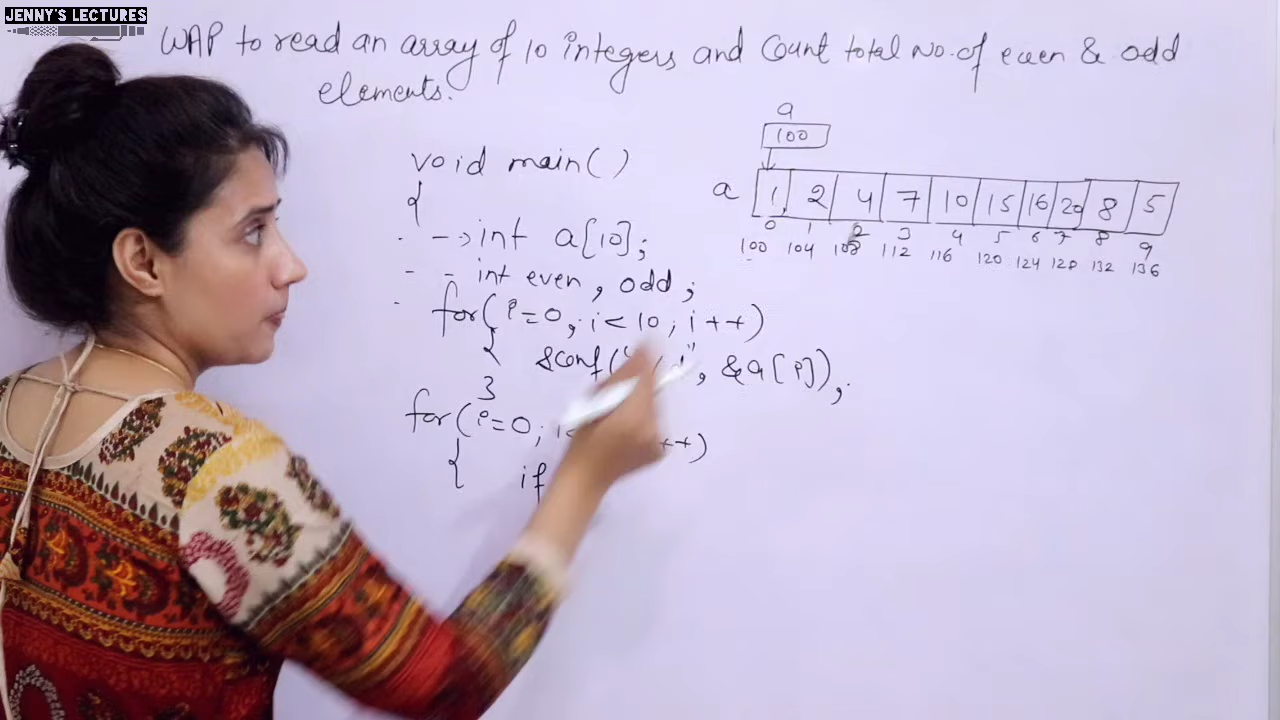 JENNY'S LECTURES
WAP to read an array of 10 integers and Count total No. of even & odd
elements.
a
100
a 1, 2 4 7 10 15 16 20 8 5
0 1 2 3 4 5 6 7 8 9
100 104 108 112 116 120 124 128 132 136
void main()
{
-> int a[10];
- int even, odd;
for(i=0; i<10; i++)
{ scanf( d", &a[i]);
}
for(i=0; i< ++)
{ if